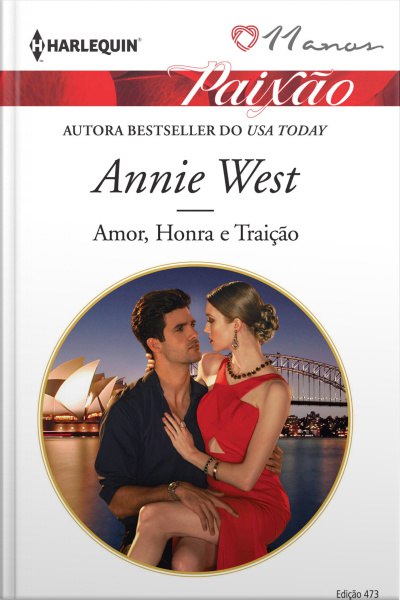 HARLEQUIN®
11 anos
Paixão
AUTORA BESTSELLER DO USA TODAY
Annie West
Amor, Honra e Traição
Edição 473